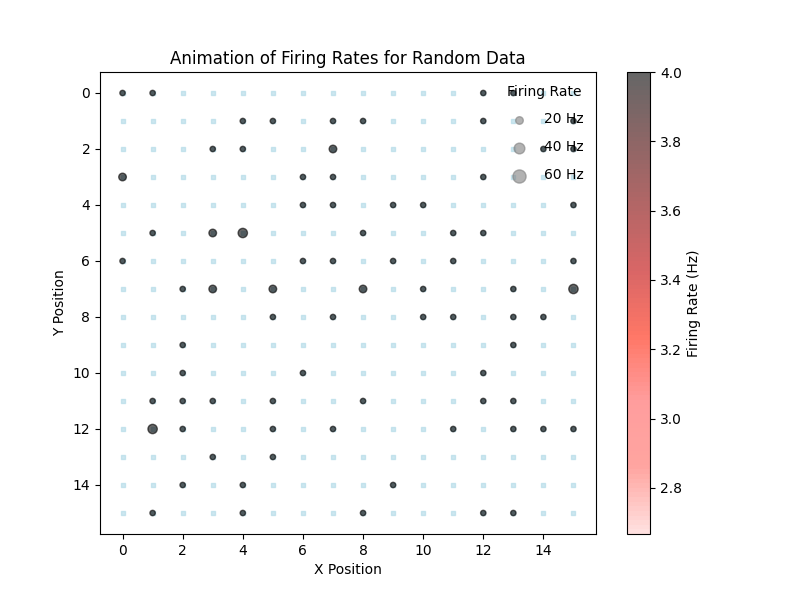 Animation of Firing Rates for Random Data
Firing Rate
20 Hz
40 Hz
60 Hz
0
2
4
6
8
10
12
14
Y Position
0 2 4 6 8 10 12 14
X Position
4.0
3.8
3.6
3.4
3.2
3.0
2.8
Firing Rate (Hz)